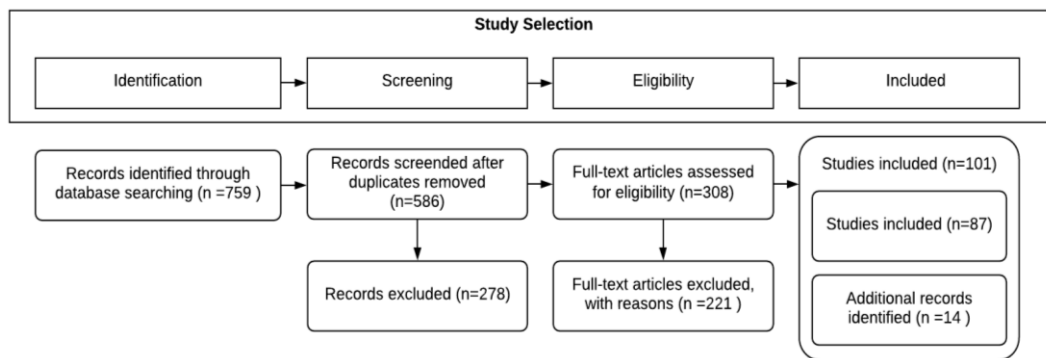 Study Selection
Identification
Screening
Eligibility
Included
Records identified through
database searching (n =759 )
Records screended after
duplicates removed
(n=586)
Full-text articles assessed
for eligibility (n=308)
Studies included (n=101)
Studies included (n=87)
Records excluded (n=278)
Full-text articles excluded,
with reasons (n =221 )
Additional records
identified (n =14 )